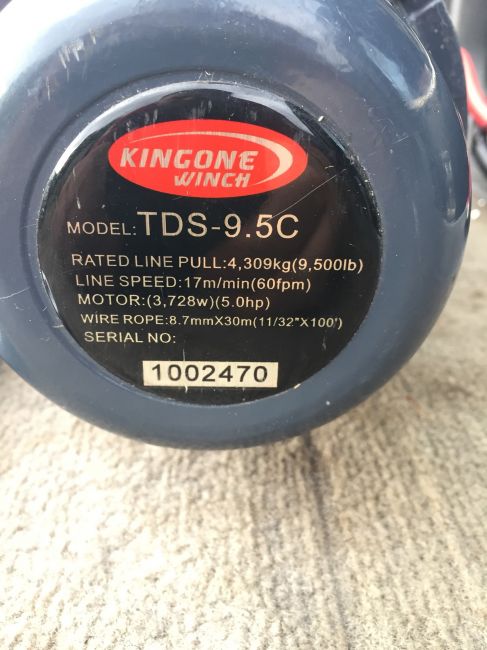 KINGONE
WINCH
MODEL:TDS-9.5C
RATED LINE PULL:4,309kg(9,500lb)
LINE SPEED:17m/min(60fpm)
MOTOR:(3,728w)(5.0hp)
WIRE ROPE:8.7mmX30m(11/32"X100')
SERIAL NO:
1002470